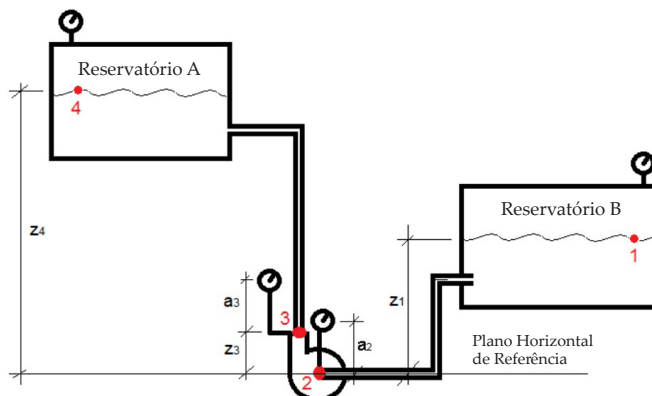 Reservatório A
4
Reservatório B
1
z4
z1
a3
3
a2
z3
2
Plano Horizontal
de Referência